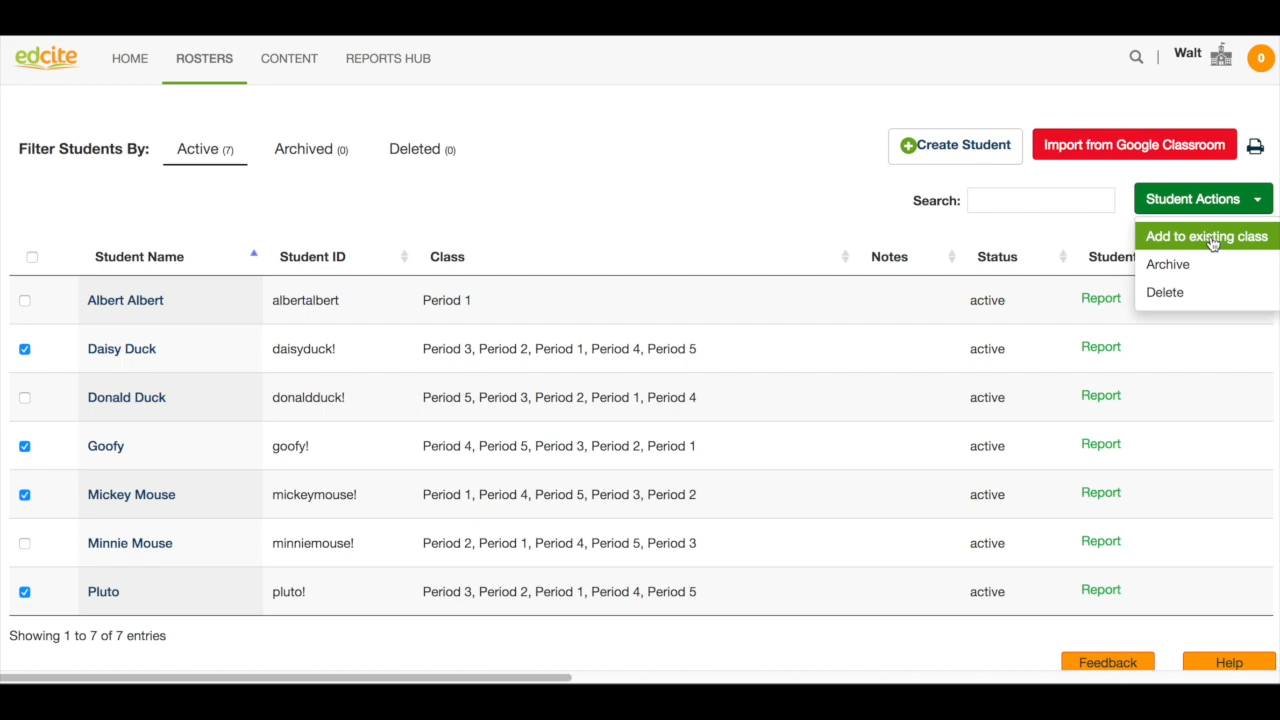 edcite HOME ROSTERS CONTENT REPORTS HUB Walt 0
Filter Students By: Active (7) Archived (0) Deleted (0) Create Student Import from Google Classroom
Search: Student Actions
Add to existing class
Student Name Student ID Class Notes Status Student
Archive
Delete
Albert Albert albertalbert Period 1 active Report
Daisy Duck daisyduck! Period 3, Period 2, Period 1, Period 4, Period 5 active Report
Donald Duck donaldduck! Period 5, Period 3, Period 2, Period 1, Period 4 active Report
Goofy goofy! Period 4, Period 5, Period 3, Period 2, Period 1 active Report
Mickey Mouse mickeymouse! Period 1, Period 4, Period 5, Period 3, Period 2 active Report
Minnie Mouse minniemouse! Period 2, Period 1, Period 4, Period 5, Period 3 active Report
Pluto pluto! Period 3, Period 2, Period 1, Period 4, Period 5 active Report
Showing 1 to 7 of 7 entries
Feedback Help